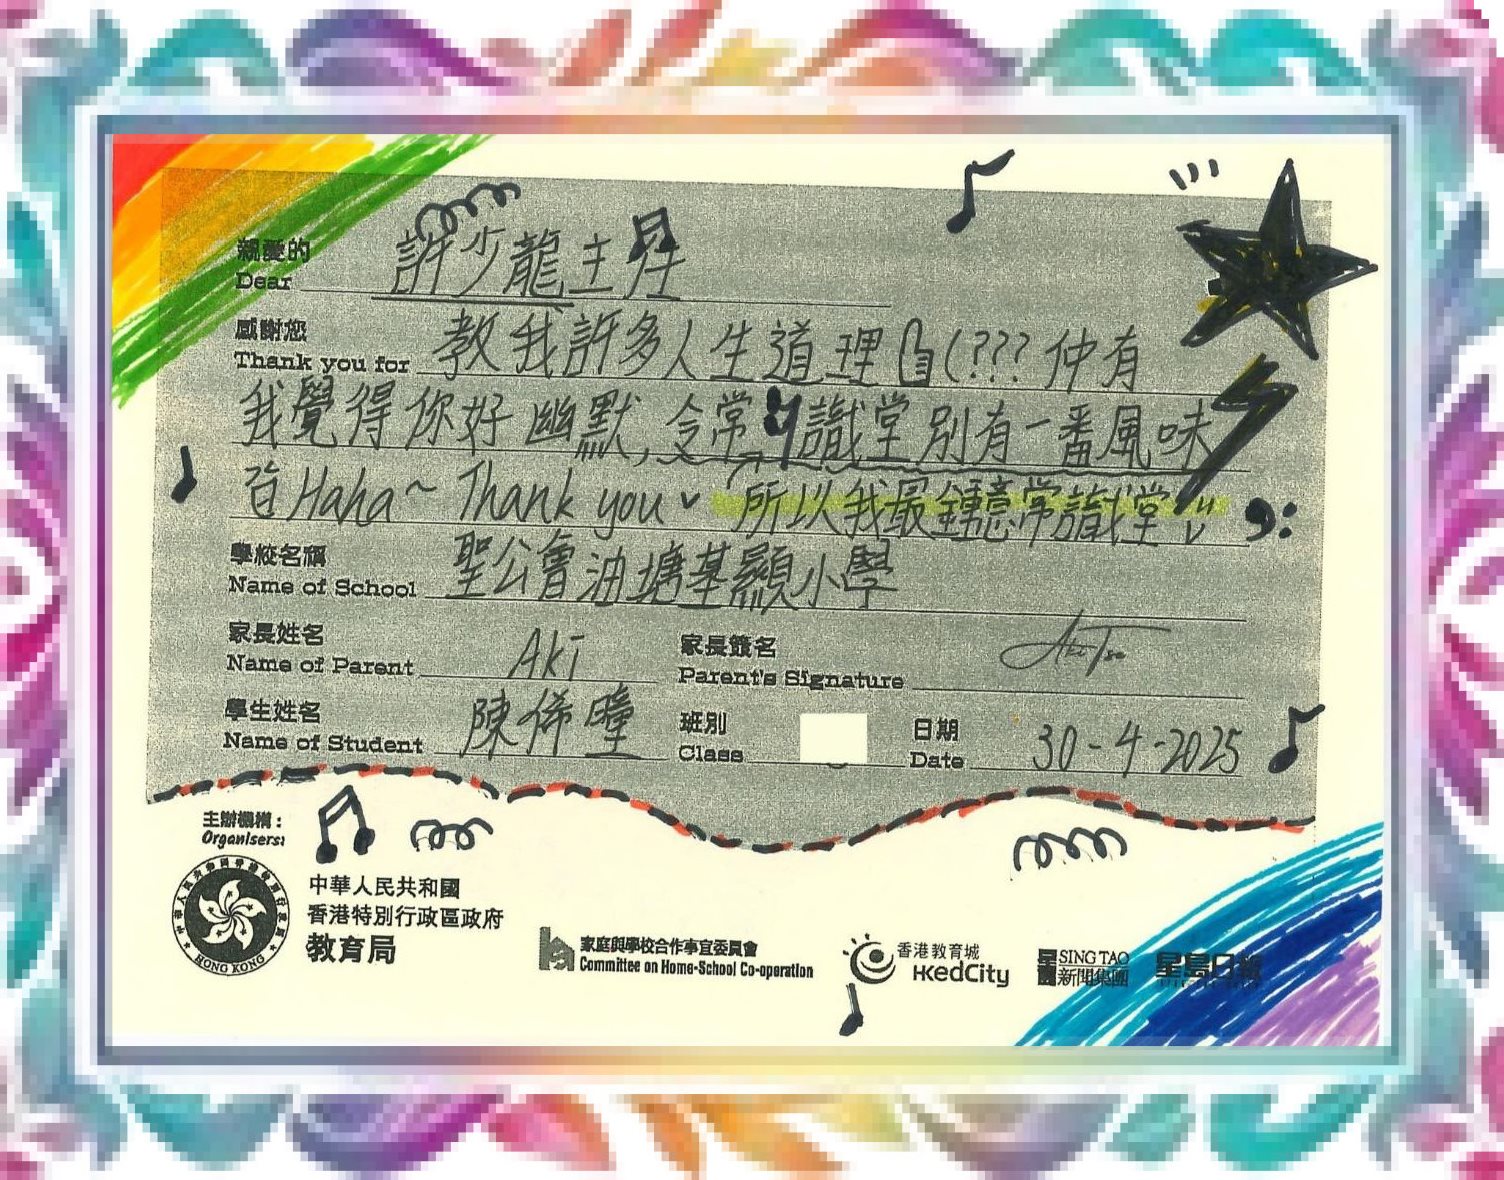 親愛的
Dear 許少龍主任
感謝您
Thank you for 教我許多人生道理(??? 仲有
我覺得你好幽默,令常識堂別有一番風味
Haha~ Thank you 所以我最鍾意常識堂
學校名稱
Name of School 聖公會油塘基顯小學
家長姓名
Name of Parent Aki
家長簽名
Parent's Signature Aki Tse
學生姓名
Name of Student 陳俙曈
班別
Class
日期
Date 30-4-2025
主辦機構:
Organisers:
HONG KONG
中華人民共和國
香港特別行政區政府
教育局
家庭與學校合作事宜委員會
Committee on Home-School Co-operation
香港教育城
HKedCity
星島 SING TAO
新聞集團
星島日報